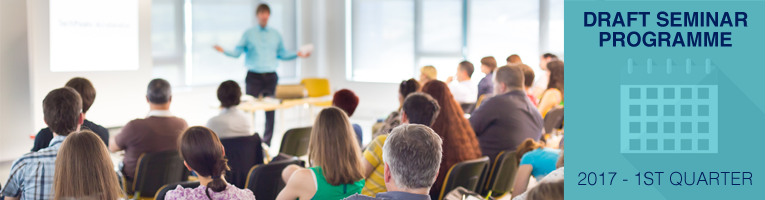 DRAFT SEMINAR
PROGRAMME
2017 - 1ST QUARTER